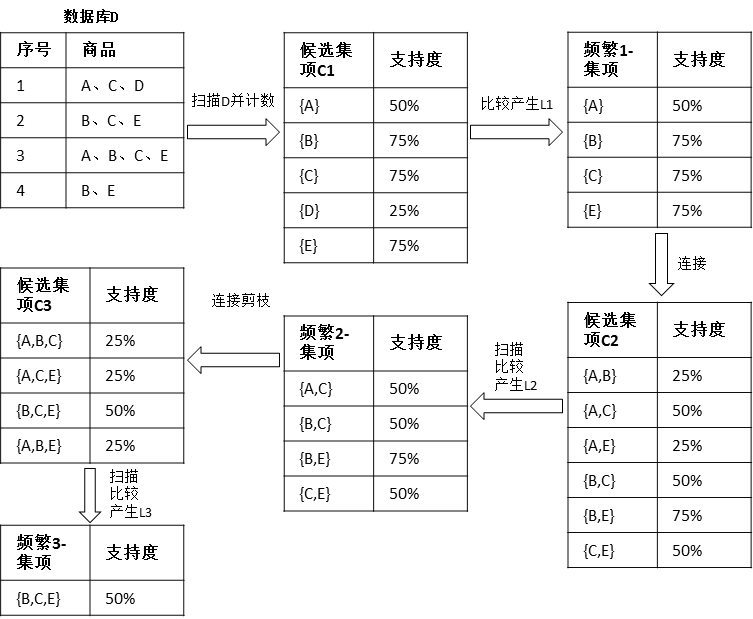 数据库D
序号 商品
1 A、C、D
2 B、C、E
3 A、B、C、E
4 B、E
扫描D并计数
候选集
项C1 支持度
{A} 50%
{B} 75%
{C} 75%
{D} 25%
{E} 75%
比较产生L1
频繁1-
集项 支持度
{A} 50%
{B} 75%
{C} 75%
{E} 75%
连接
候选集
项C2 支持度
{A,B} 25%
{A,C} 50%
{A,E} 25%
{B,C} 50%
{B,E} 75%
{C,E} 50%
扫描
比较
产生L2
频繁2-
集项 支持度
{A,C} 50%
{B,C} 50%
{B,E} 75%
{C,E} 50%
连接剪枝
候选集
项C3 支持度
{A,B,C} 25%
{A,C,E} 25%
{B,C,E} 50%
{A,B,E} 25%
扫描
比较
产生L3
频繁3-
集项 支持度
{B,C,E} 50%